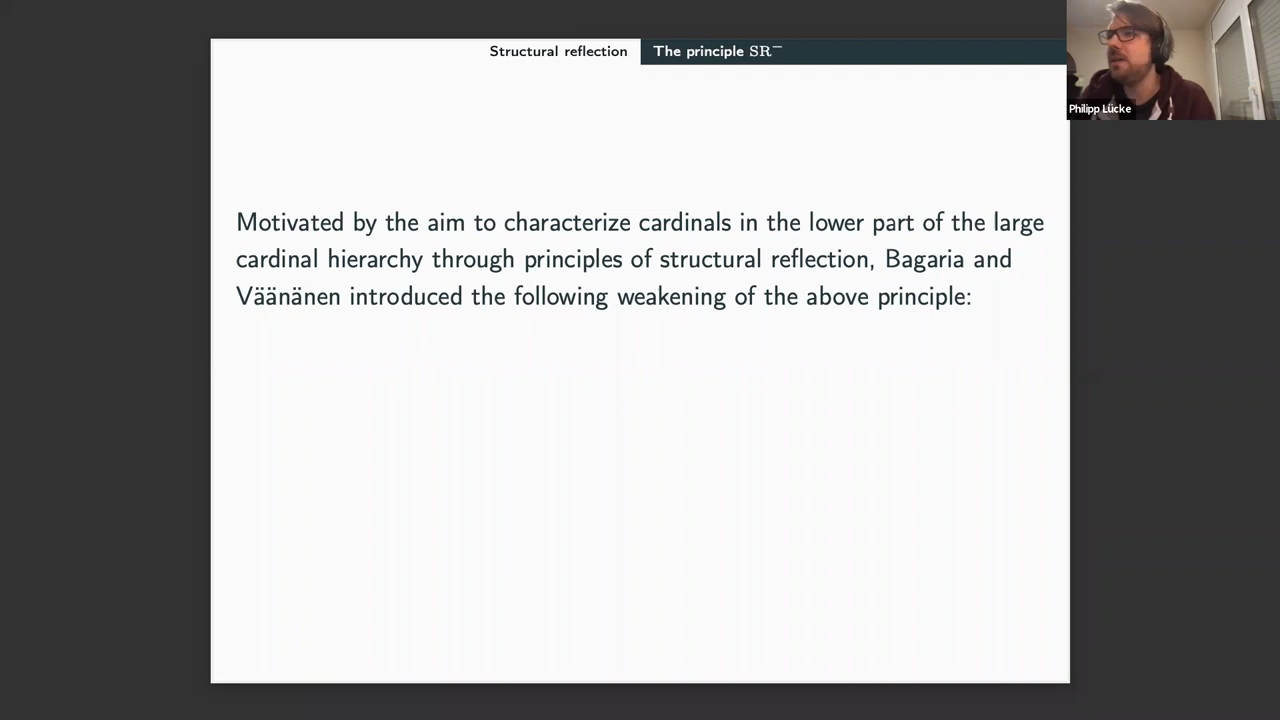 Structural reflection
The principle SR⁻
Philipp Lücke
Motivated by the aim to characterize cardinals in the lower part of the large
cardinal hierarchy through principles of structural reflection, Bagaria and
Väänänen introduced the following weakening of the above principle: